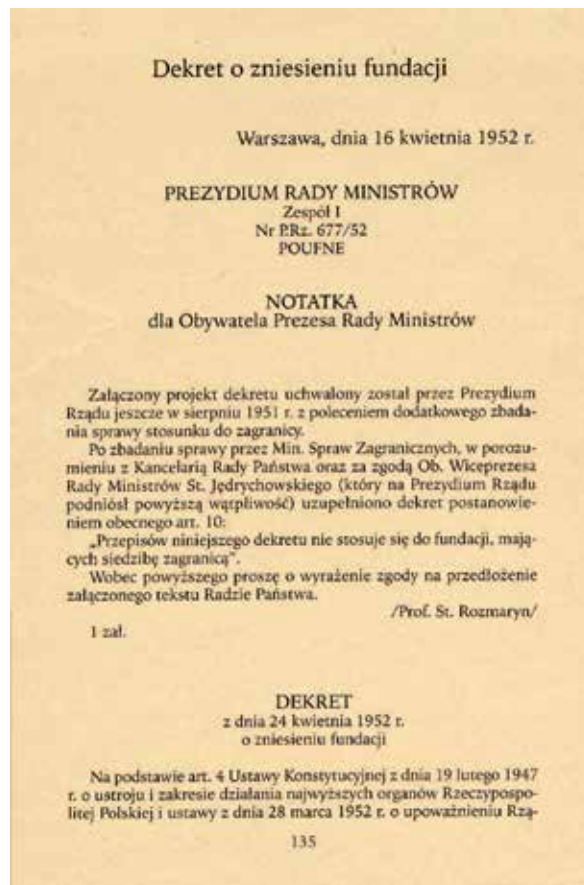 Dekret o zniesieniu fundacji
Warszawa, dnia 16 kwietnia 1952 r.
PREZYDIUM RADY MINISTRÓW
Zespół I
Nr P.Rz. 677/52
POUFNE
NOTATKA
dla Obywatela Prezesa Rady Ministrów
Załączony projekt dekretu uchwalony został przez Prezydium
Rządu jeszcze w sierpniu 1951 r. z poleceniem dodatkowego zbada-
nia sprawy stosunku do zagranicy.
Po zbadaniu sprawy przez Min. Spraw Zagranicznych, w porozu-
mieniu z Kancelarią Rady Państwa oraz za zgodą Ob. Wiceprezesa
Rady Ministrów St. Jędrychowskiego (który na Prezydium Rządu
podniósł powyższą wątpliwość) uzupełniono dekret postanowie-
niem obecnego art. 10:
„Przepisów niniejszego dekretu nie stosuje się do fundacji, mają-
cych siedzibę zagranicą”.
Wobec powyższego proszę o wyrażenie zgody na przedłożenie
załączonego tekstu Radzie Państwa.
/Prof. St. Rozmaryn/
1 zał.
DEKRET
z dnia 24 kwietnia 1952 r.
o zniesieniu fundacji
Na podstawie art. 4 Ustawy Konstytucyjnej z dnia 19 lutego 1947
r. o ustroju i zakresie działania najwyższych organów Rzeczypospo-
litej Polskiej i ustawy z dnia 28 marca 1952 r. o upoważnieniu Rzą-
135